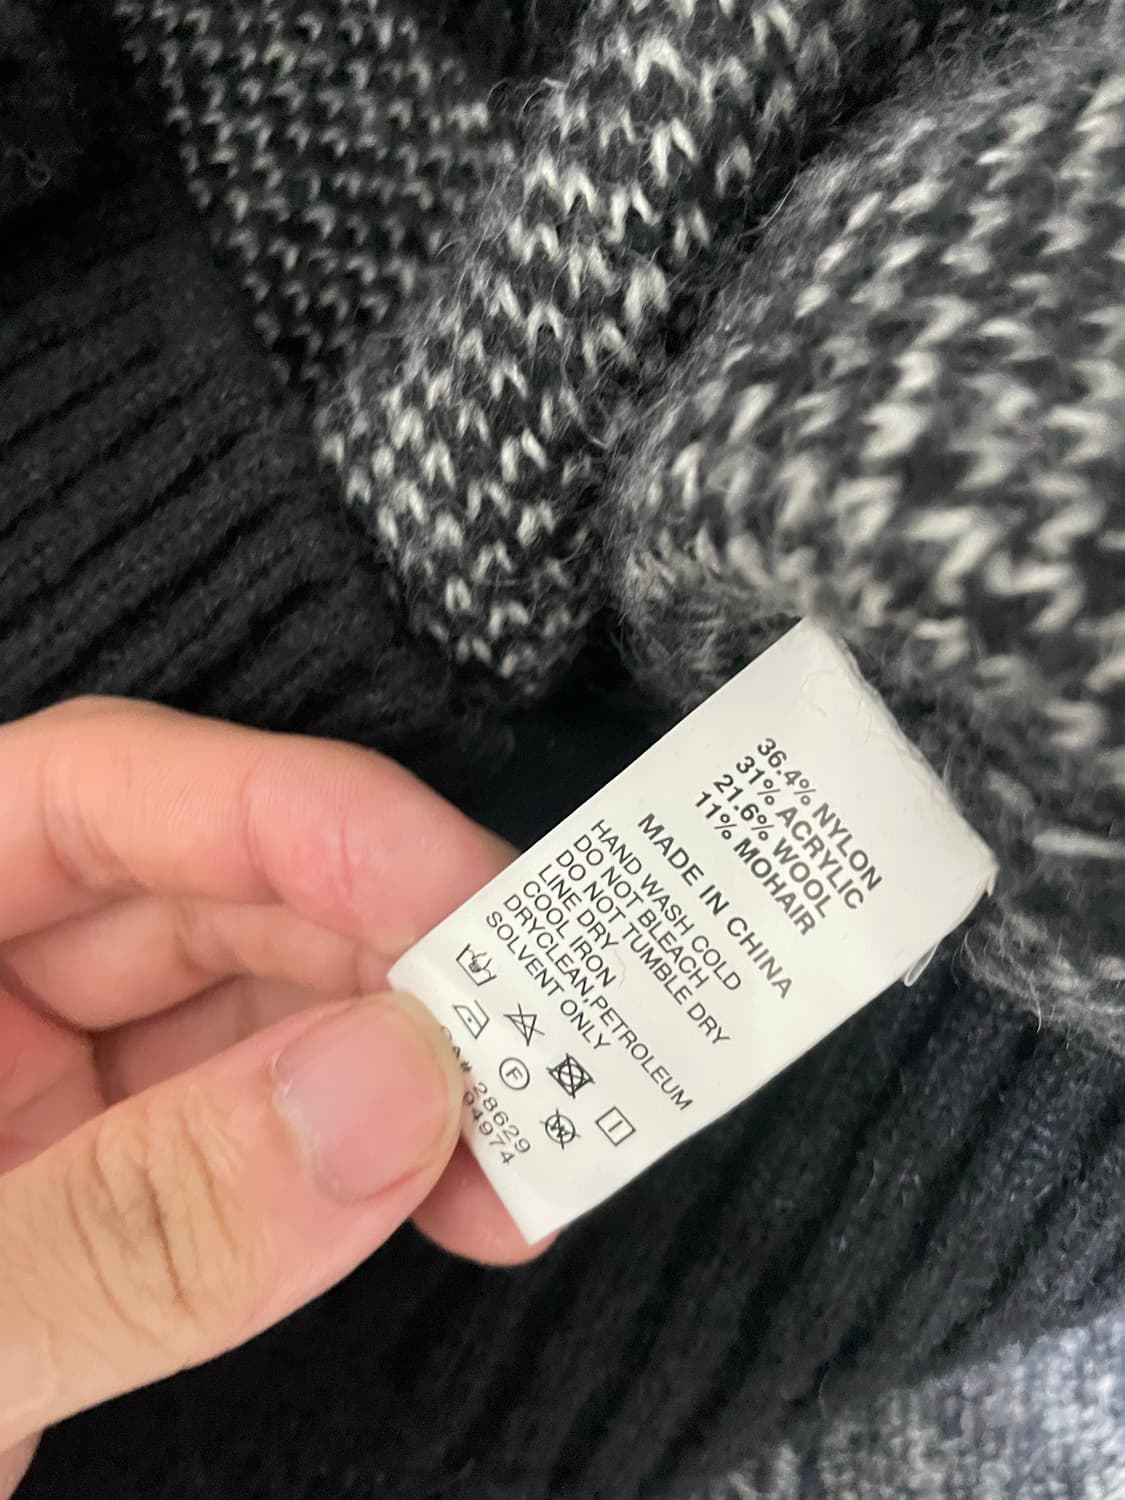 36.4% NYLON
31% ACRYLIC
21.6% WOOL
11% MOHAIR
MADE IN CHINA
HAND WASH COLD
DO NOT BLEACH
DO NOT TUMBLE DRY
LINE DRY
COOL IRON
DRYCLEAN,PETROLEUM
SOLVENT ONLY
F
W
28629
04974